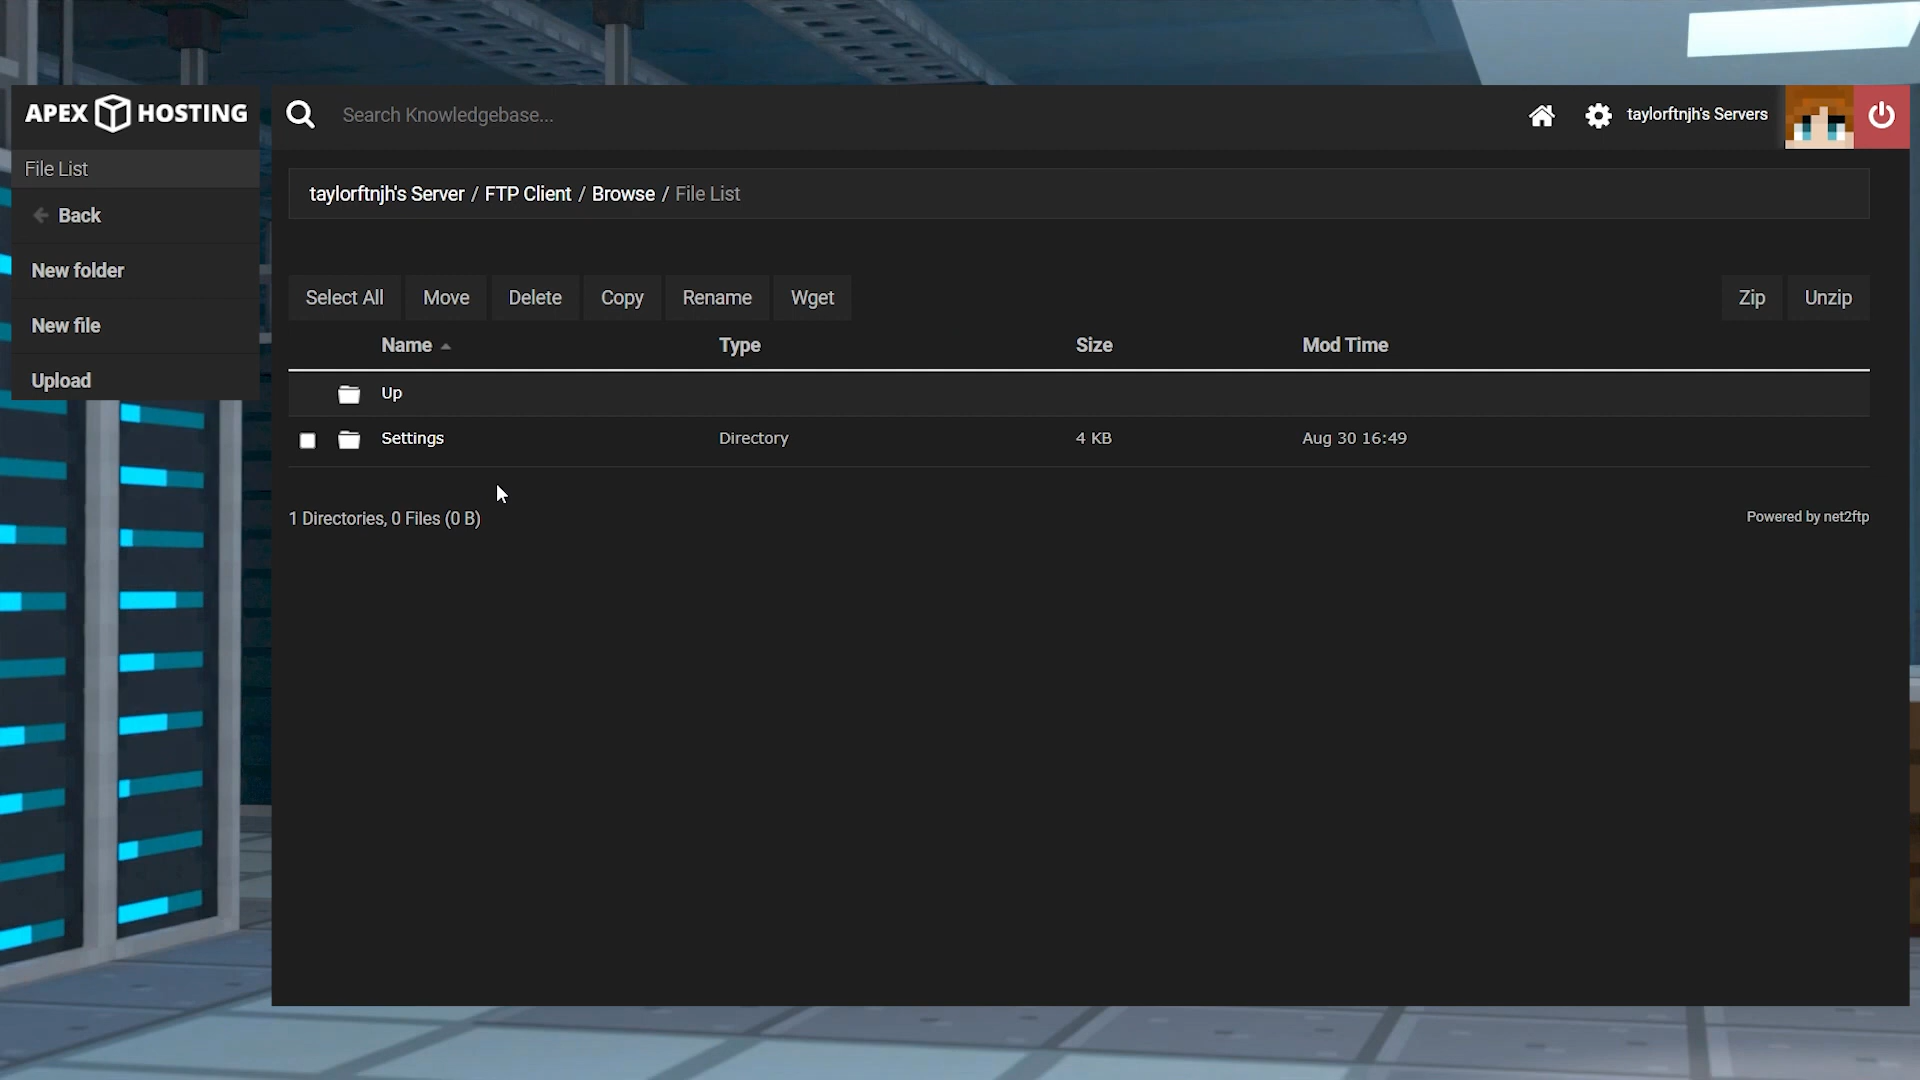 APEX HOSTING
Search Knowledgebase...
taylorftnjh's Servers
File List
Back
New folder
New file
Upload
taylorftnjh's Server / FTP Client / Browse / File List
Select All Move Delete Copy Rename Wget Zip Unzip
Name Type Size Mod Time
Up
Settings Directory 4 KB Aug 30 16:49
1 Directories, 0 Files (0 B)
Powered by net2ftp